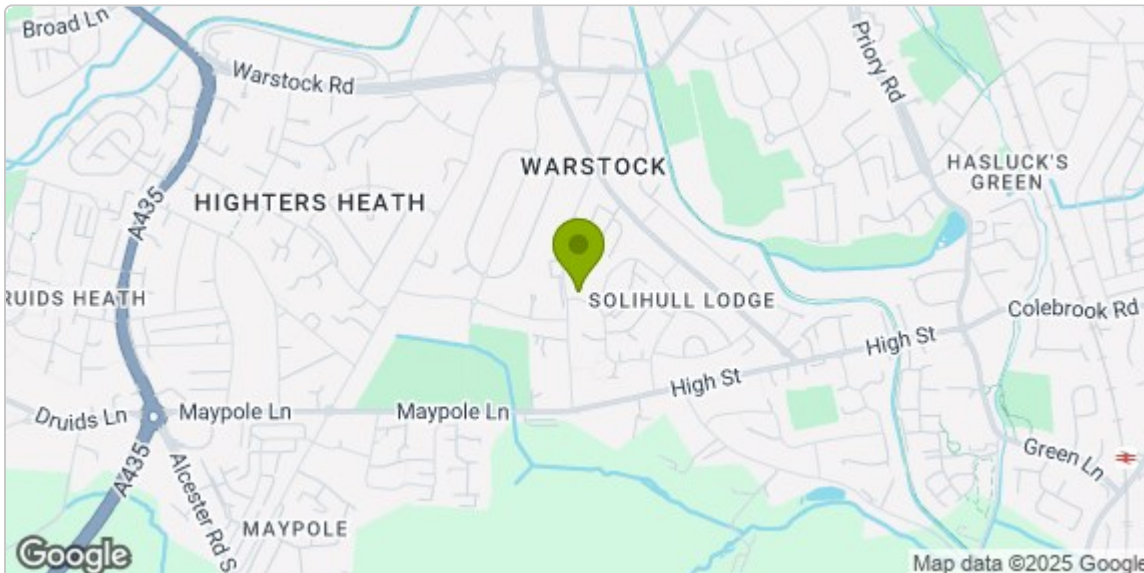 Broad Ln
Warstock Rd
Priory Rd
WARSTOCK
HASLUCK'S
GREEN
HIGHTERS HEATH
A435
RUIDS HEATH
SOLIHULL LODGE
Colebrook Rd
High St
High St
Druids Ln
Maypole Ln
Maypole Ln
A435
Alcester Rd S
Green Ln
MAYPOLE
Google
Map data ©2025 Google